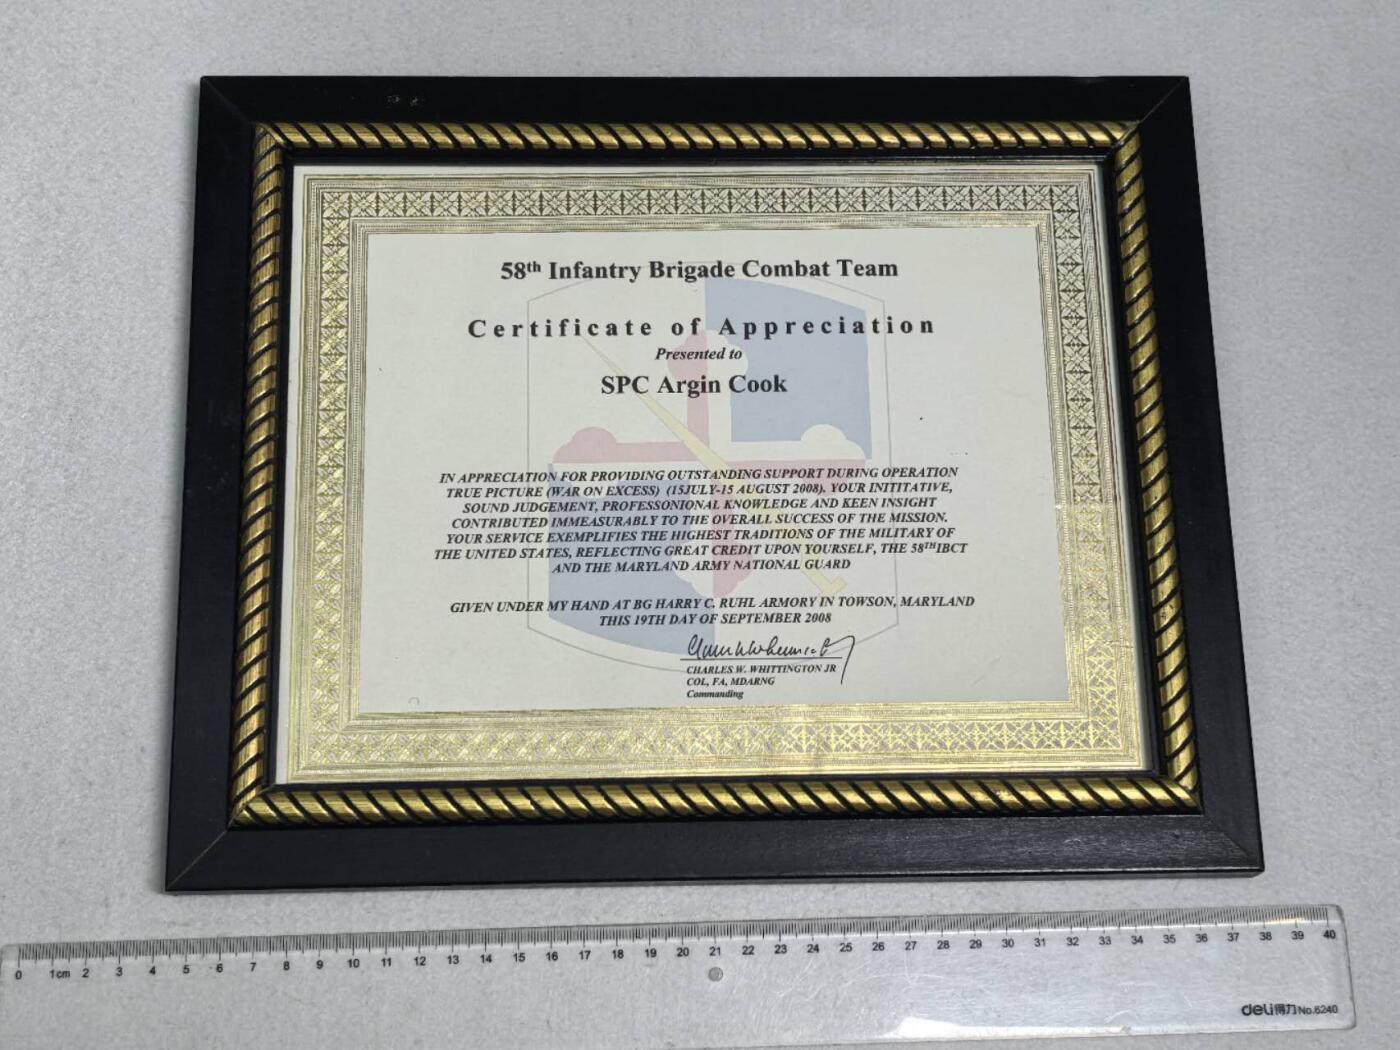 58th Infantry Brigade Combat Team
Certificate of Appreciation
Presented to
SPC Argin Cook
IN APPRECIATION FOR PROVIDING OUTSTANDING SUPPORT DURING OPERATION
TRUE PICTURE (WAR ON EXCESS) (15JULY-15 AUGUST 2008). YOUR INITITATIVE,
SOUND JUDGEMENT, PROFESSONIONAL KNOWLEDGE AND KEEN INSIGHT
CONTRIBUTED IMMEASURABLY TO THE OVERALL SUCCESS OF THE MISSION.
YOUR SERVICE EXEMPLIFIES THE HIGHEST TRADITIONS OF THE MILITARY OF
THE UNITED STATES, REFLECTING GREAT CREDIT UPON YOURSELF, THE 58THIBCT
AND THE MARYLAND ARMY NATIONAL GUARD
GIVEN UNDER MY HAND AT BG HARRY C. RUHL ARMORY IN TOWSON, MARYLAND
THIS 19TH DAY OF SEPTEMBER 2008
CHARLES W. WHITTINGTON JR
COL, FA, MDARNG
Commanding
0 1cm 2 3 4 5 6 7 8 9 10 11 12 13 14 15 16 17 18 19 20 21 22 23 24 25 26 27 28 29 30 31 32 33 34 35 36 37 38 39 40
deli得力 No.6240